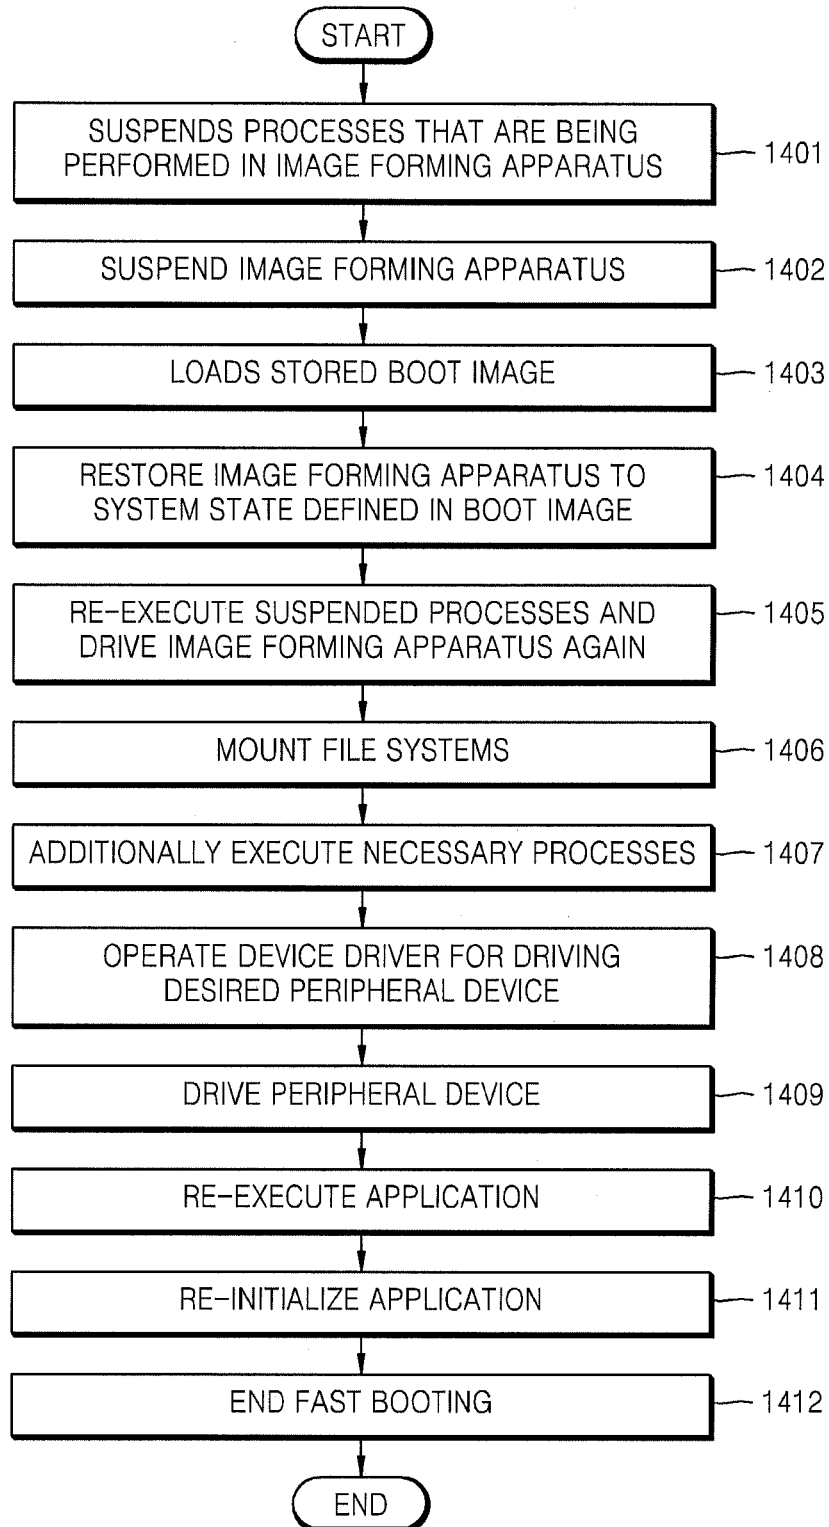 START
SUSPENDS PROCESSES THAT ARE BEING
PERFORMED IN IMAGE FORMING APPARATUS
1401
SUSPEND IMAGE FORMING APPARATUS
1402
LOADS STORED BOOT IMAGE
1403
RESTORE IMAGE FORMING APPARATUS TO
SYSTEM STATE DEFINED IN BOOT IMAGE
1404
RE-EXECUTE SUSPENDED PROCESSES AND
DRIVE IMAGE FORMING APPARATUS AGAIN
1405
MOUNT FILE SYSTEMS
1406
ADDITIONALLY EXECUTE NECESSARY PROCESSES
1407
OPERATE DEVICE DRIVER FOR DRIVING
DESIRED PERIPHERAL DEVICE
1408
DRIVE PERIPHERAL DEVICE
1409
RE-EXECUTE APPLICATION
1410
RE-INITIALIZE APPLICATION
1411
END FAST BOOTING
1412
END